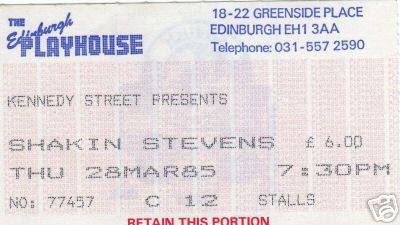 THE
Edinburgh
PLAYHOUSE
18-22 GREENSIDE PLACE
EDINBURGH EH1 3AA
Telephone: 031-557 2590
KENNEDY STREET PRESENTS
SHAKIN STEVENS £ 6.00
THU 28MAR85 7:30PM
NO: 77457 C 12 STALLS
RETAIN THIS PORTION